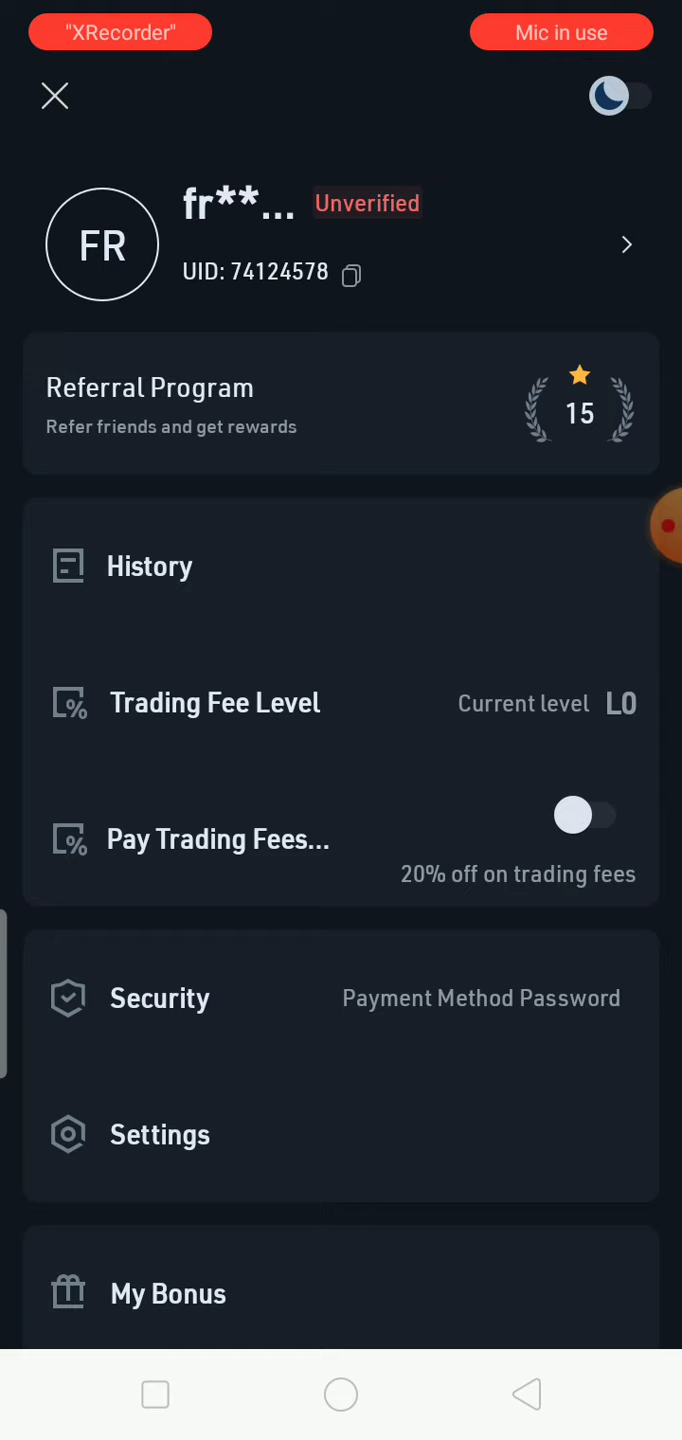 "XRecorder"
Mic in use
fr**... Unverified
FR
UID: 74124578
Referral Program
Refer friends and get rewards
15
History
Trading Fee Level Current level L0
Pay Trading Fees...
20% off on trading fees
Security Payment Method Password
Settings
My Bonus